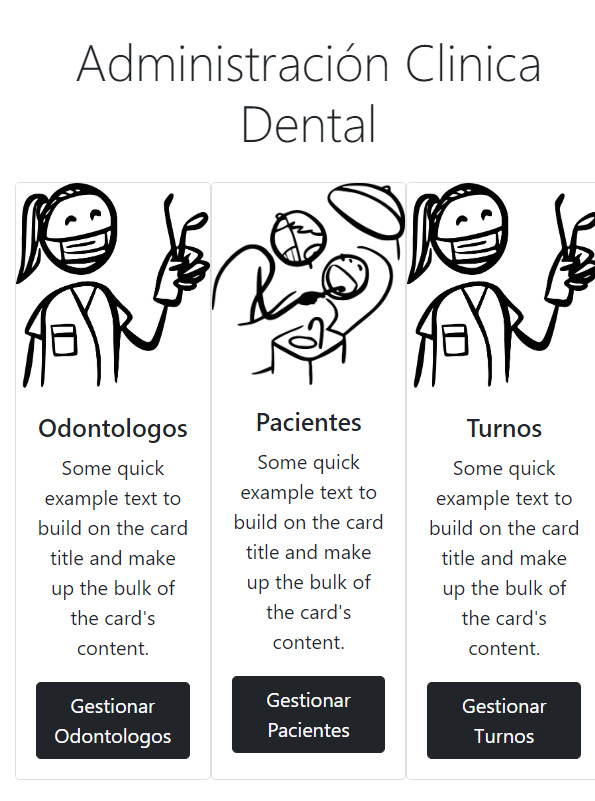 Administración Clinica
Dental
Odontologos
Some quick
example text to
build on the card
title and make
up the bulk of
the card's
content.
Gestionar
Odontologos
Pacientes
Some quick
example text to
build on the card
title and make
up the bulk of
the card's
content.
Gestionar
Pacientes
Turnos
Some quick
example text to
build on the card
title and make
up the bulk of
the card's
content.
Gestionar
Turnos